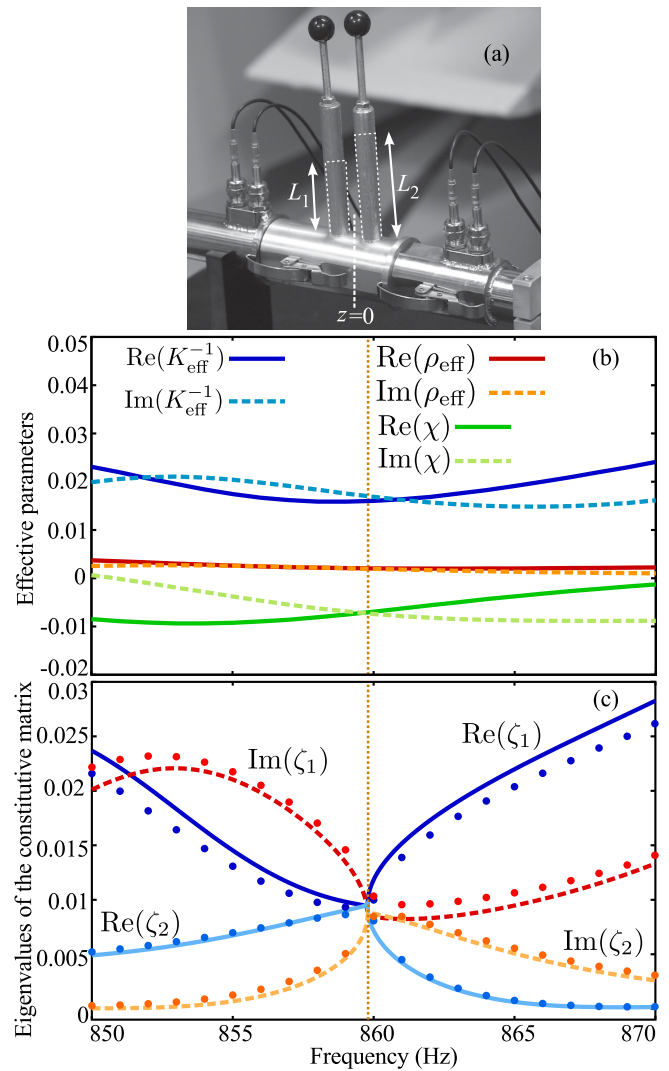 (a)
L1
L2
z=0
0.05
0.04
0.03
0.02
0.01
0
-0.01
-0.02
Effective parameters
Re(K_eff^{-1})
Im(K_eff^{-1})
Re(ρ_eff)
Im(ρ_eff)
Re(χ)
Im(χ)
(b)
0.03
0.025
0.02
0.015
0.01
0.005
0
Eigenvalues of the constitutive matrix
(c)
Im(ζ1)
Re(ζ1)
Re(ζ2)
Im(ζ2)
850 855 860 865 870
Frequency (Hz)